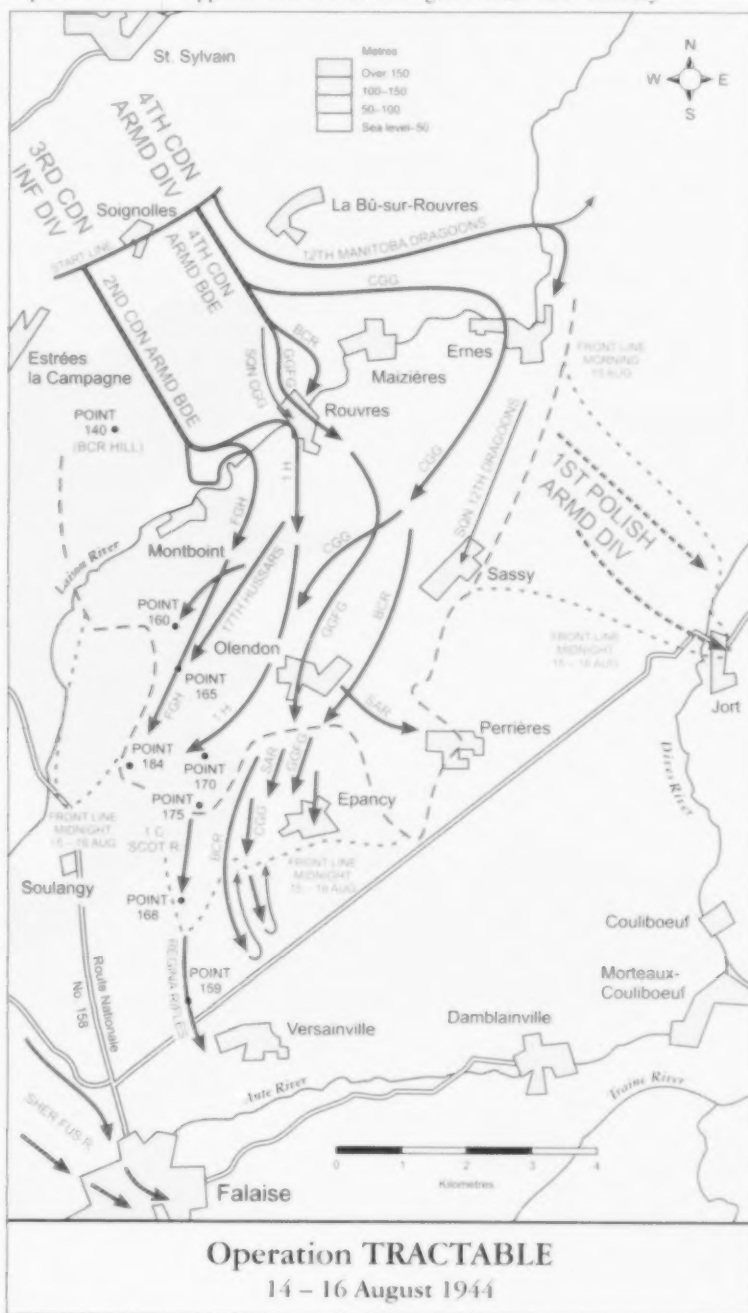 St. Sylvain
Metres
Over 150
100–150
50–100
Sea level–50
N
W
E
S
3RD CDN
INF DIV
4TH CDN
ARMD DIV
Soignolles
START LINE
La Bû-sur-Rouvres
12TH MANITOBA DRAGOONS
4TH CDN
ARMD BDE
2ND CDN ARMD BDE
CGG
BCR
GGFG
SQN CGG
Ernes
Maizières
FRONT LINE
MORNING
Estrées
la Campagne
Rouvres
POINT
140
(BCR HILL)
1 H
CGG
SQN 12TH DRAGOONS
1ST POLISH
ARMD DIV
FGH
Laison River
Montboint
17TH HUSSARS
CGG
GGFG
BCR
Sassy
POINT
160
Olendon
FRONT LINE
MIDNIGHT
15–16 AUG
POINT
165
FGH
1 H
SAR
Perrières
Jort
Dives River
POINT
184
POINT
170
SAR
GGFG
POINT
175
CGG
Epancy
BCR
FRONT LINE
MIDNIGHT
15–16 AUG
1 C
SCOT R.
FRONT LINE
MIDNIGHT
15–16 AUG
Soulangy
POINT
168
Couliboeuf
Route Nationale
No. 158
REGINA RIFLES
POINT
159
Morteaux-
Couliboeuf
Versainville
Damblainville
Ante River
Traine River
SHER FUS R.
Falaise
0 1 2 3 4
Kilometres
Operation TRACTABLE
14 – 16 August 1944